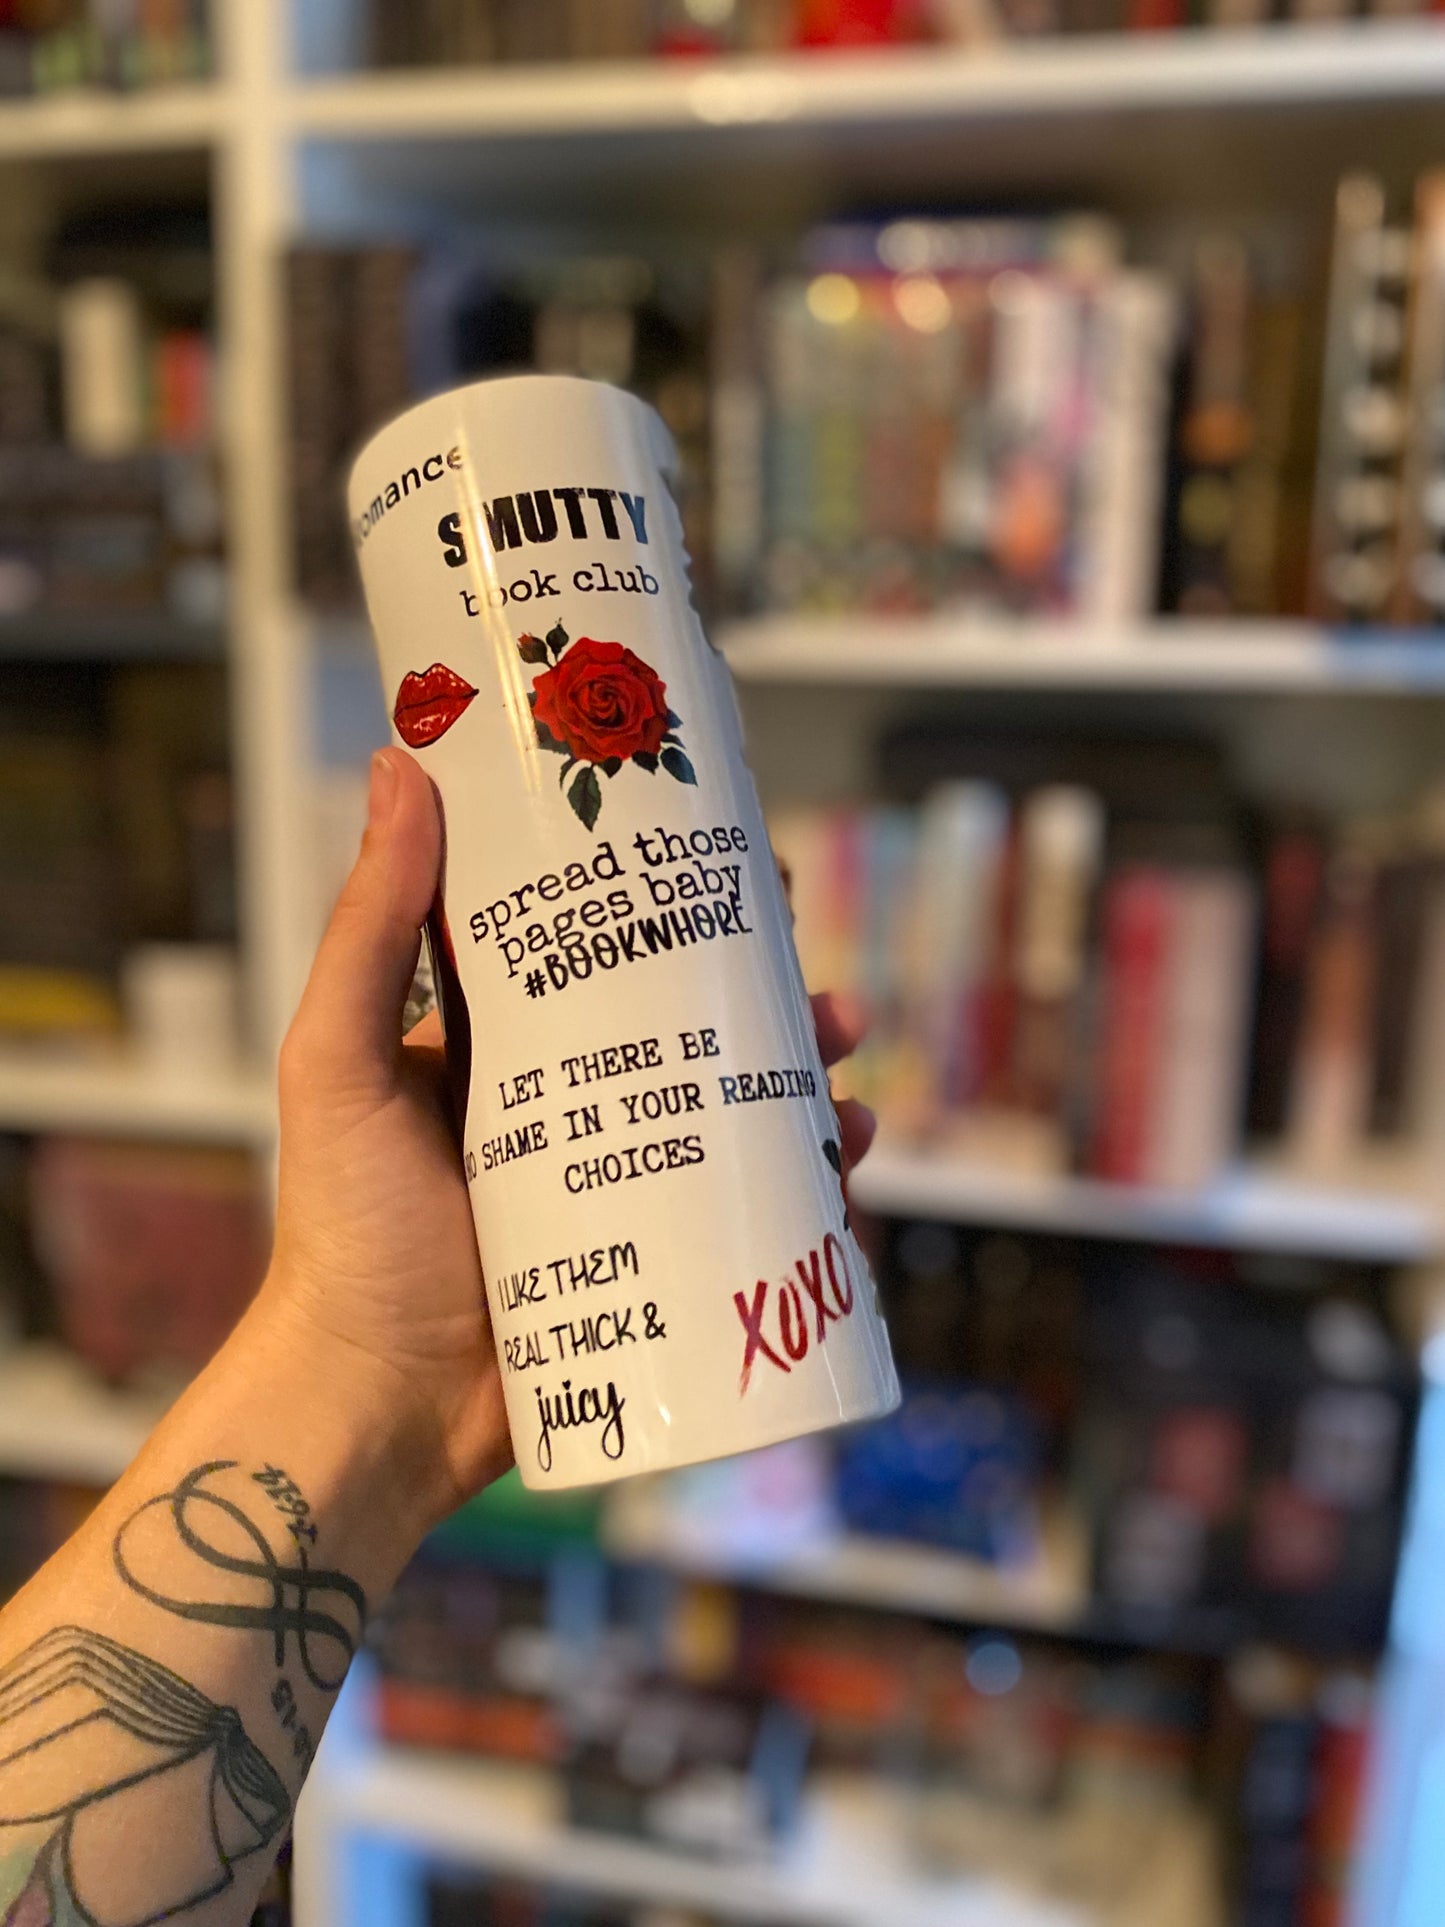 Romance
SMUTTY
book club
spread those
pages baby
#BOOKWHORE
LET THERE BE
NO SHAME IN YOUR READING
CHOICES
I LIKE THEM
REAL THICK &
juicy
XOXO